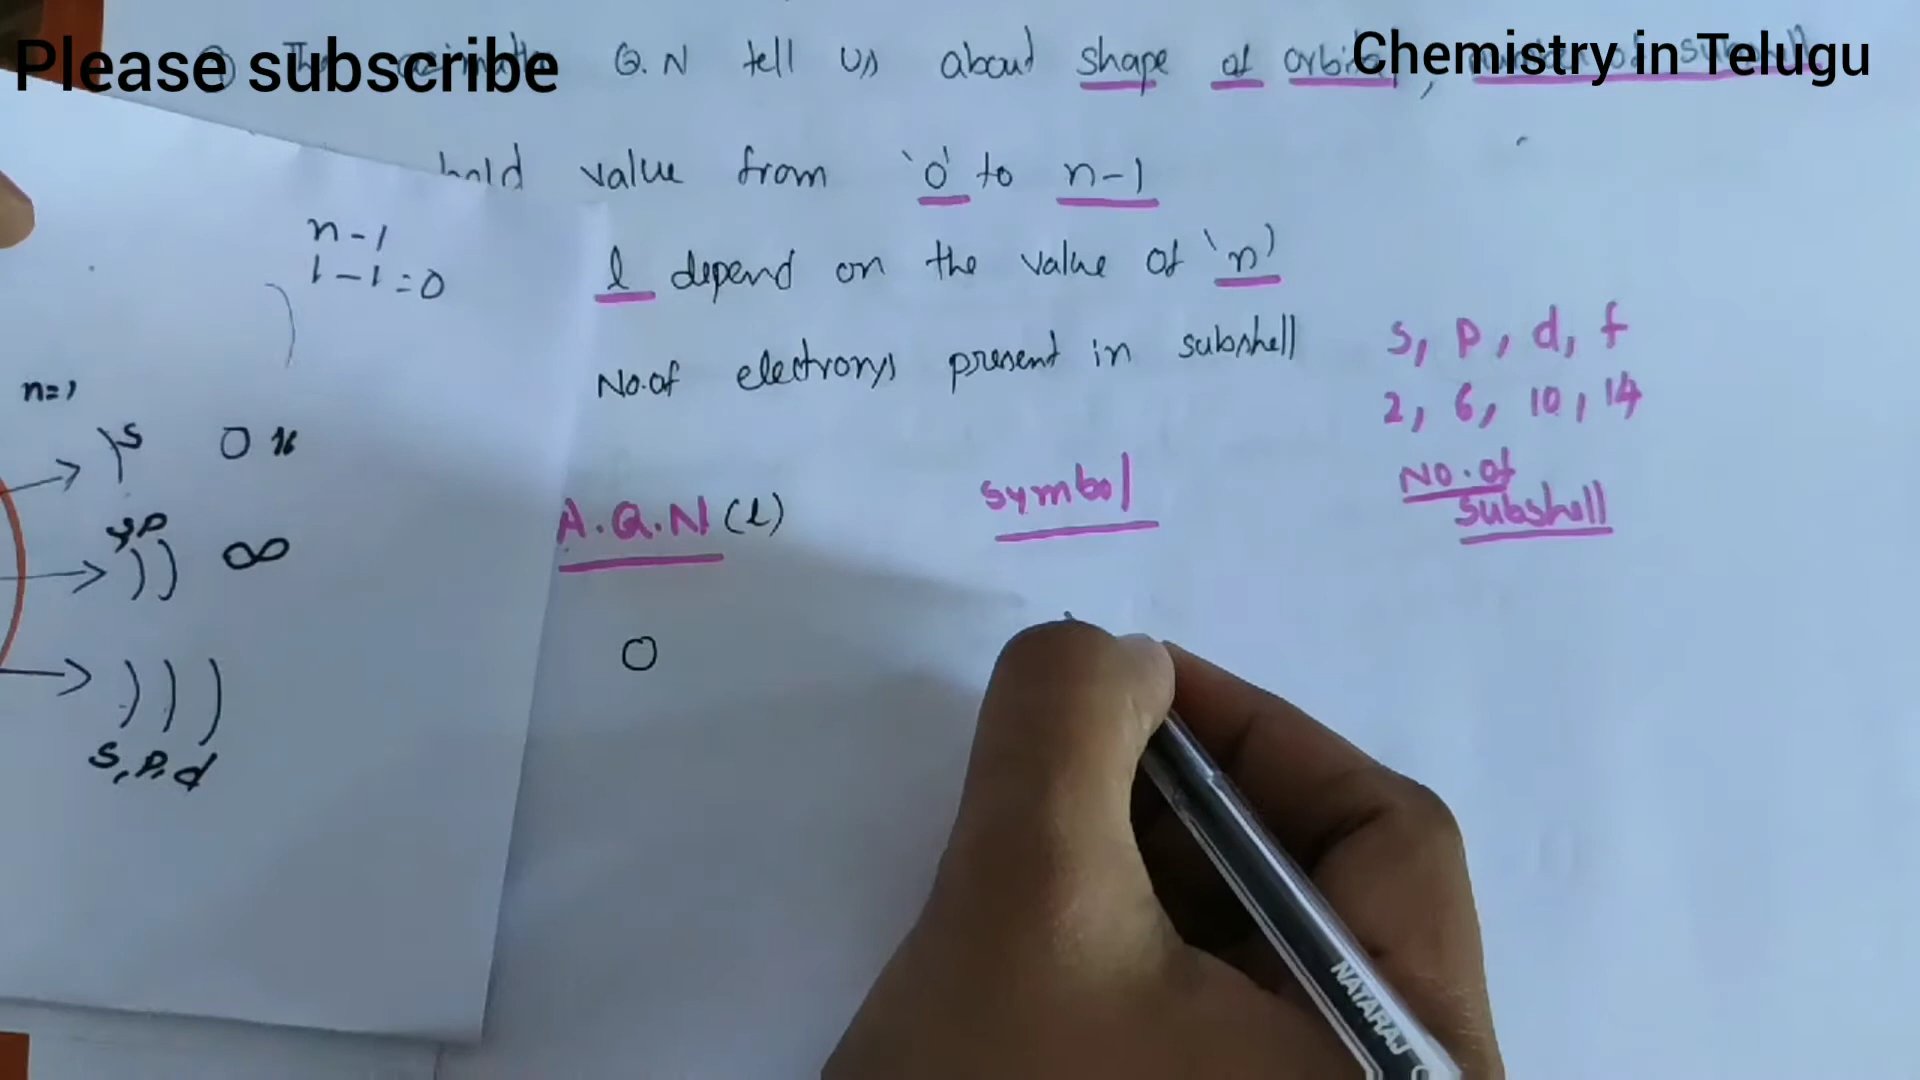 Please subscribe
Chemistry in Telugu
Q.N tell us about shape of orbital,
hold value from 'o' to n-1
n-1
1-1=0
l depend on the value of 'n'
No.of electrons present in subshell
s, p, d, f
2, 6, 10, 14
n=1
s
A.Q.N (l)
symbol
No.of subshell
0
s, p, d
NATARAJ